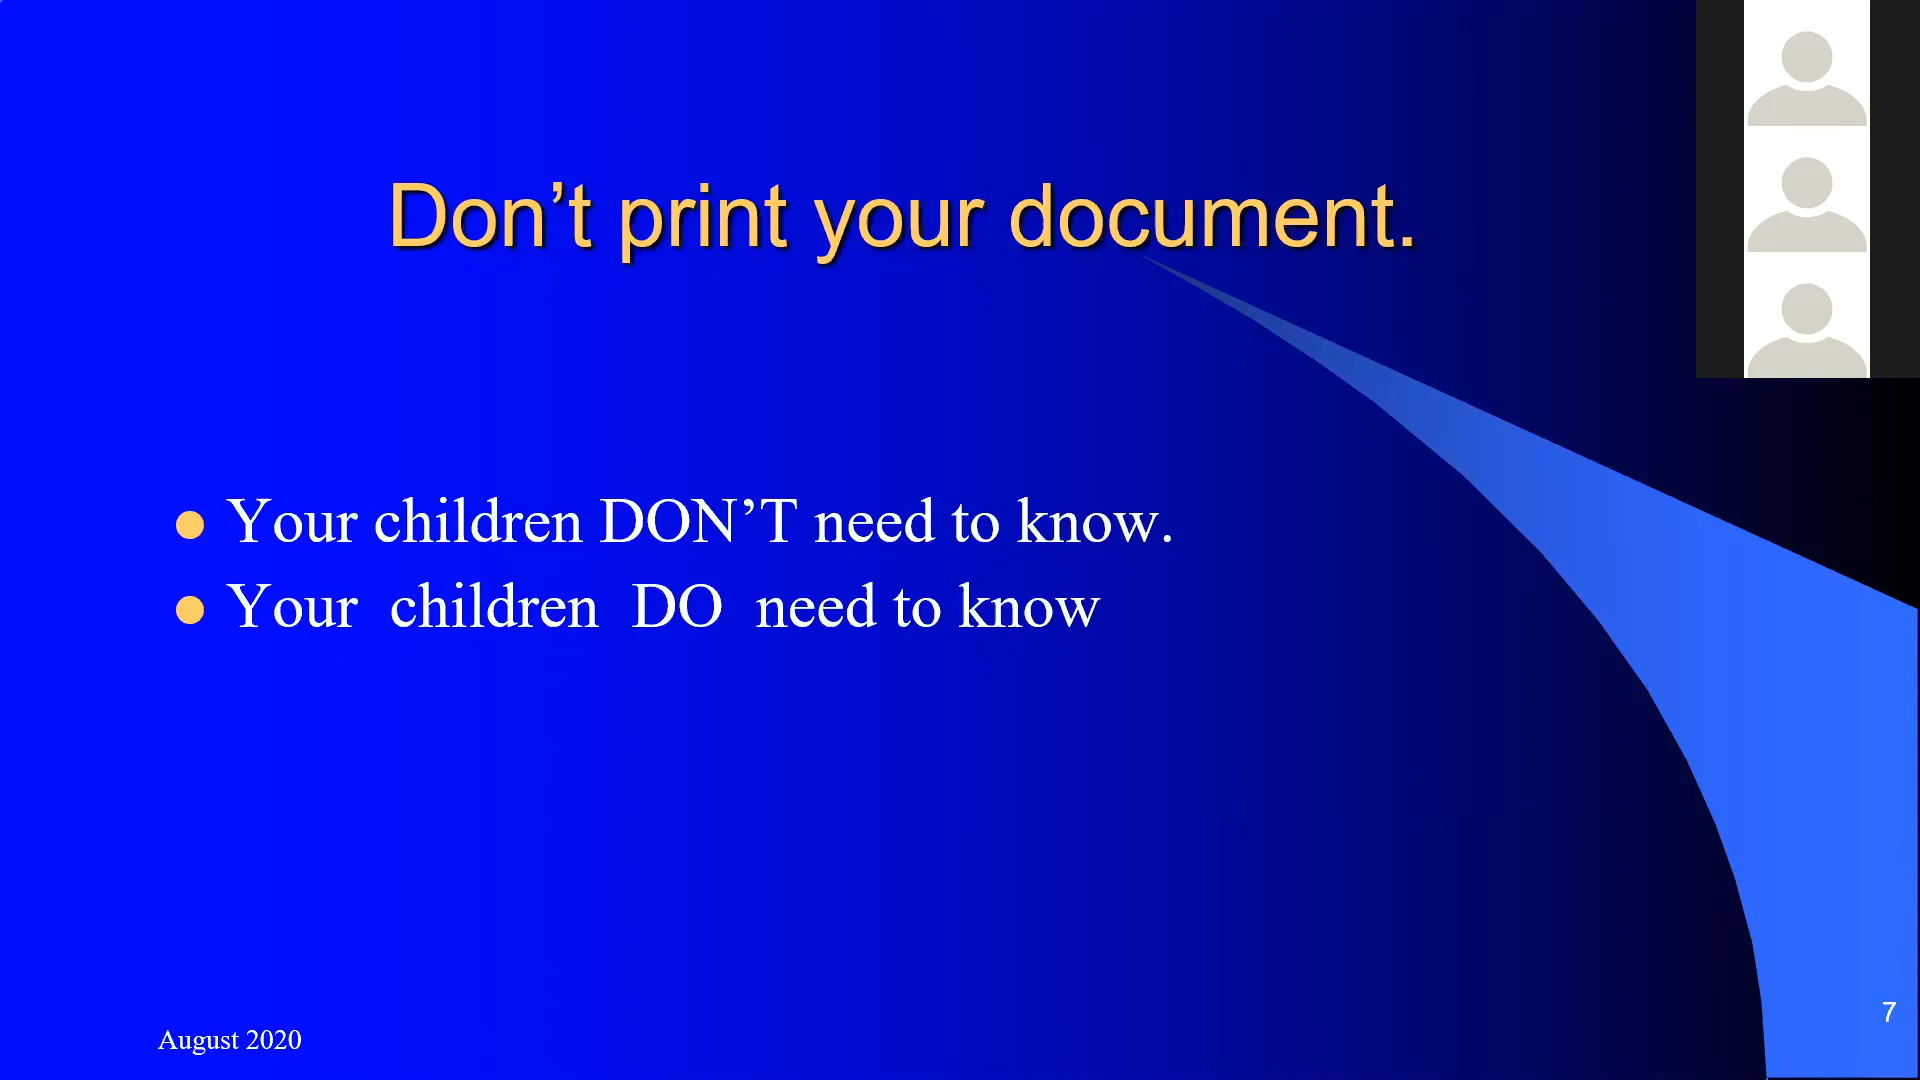 Don’t print your document.
Your children DON’T need to know.
Your children DO need to know
August 2020
7